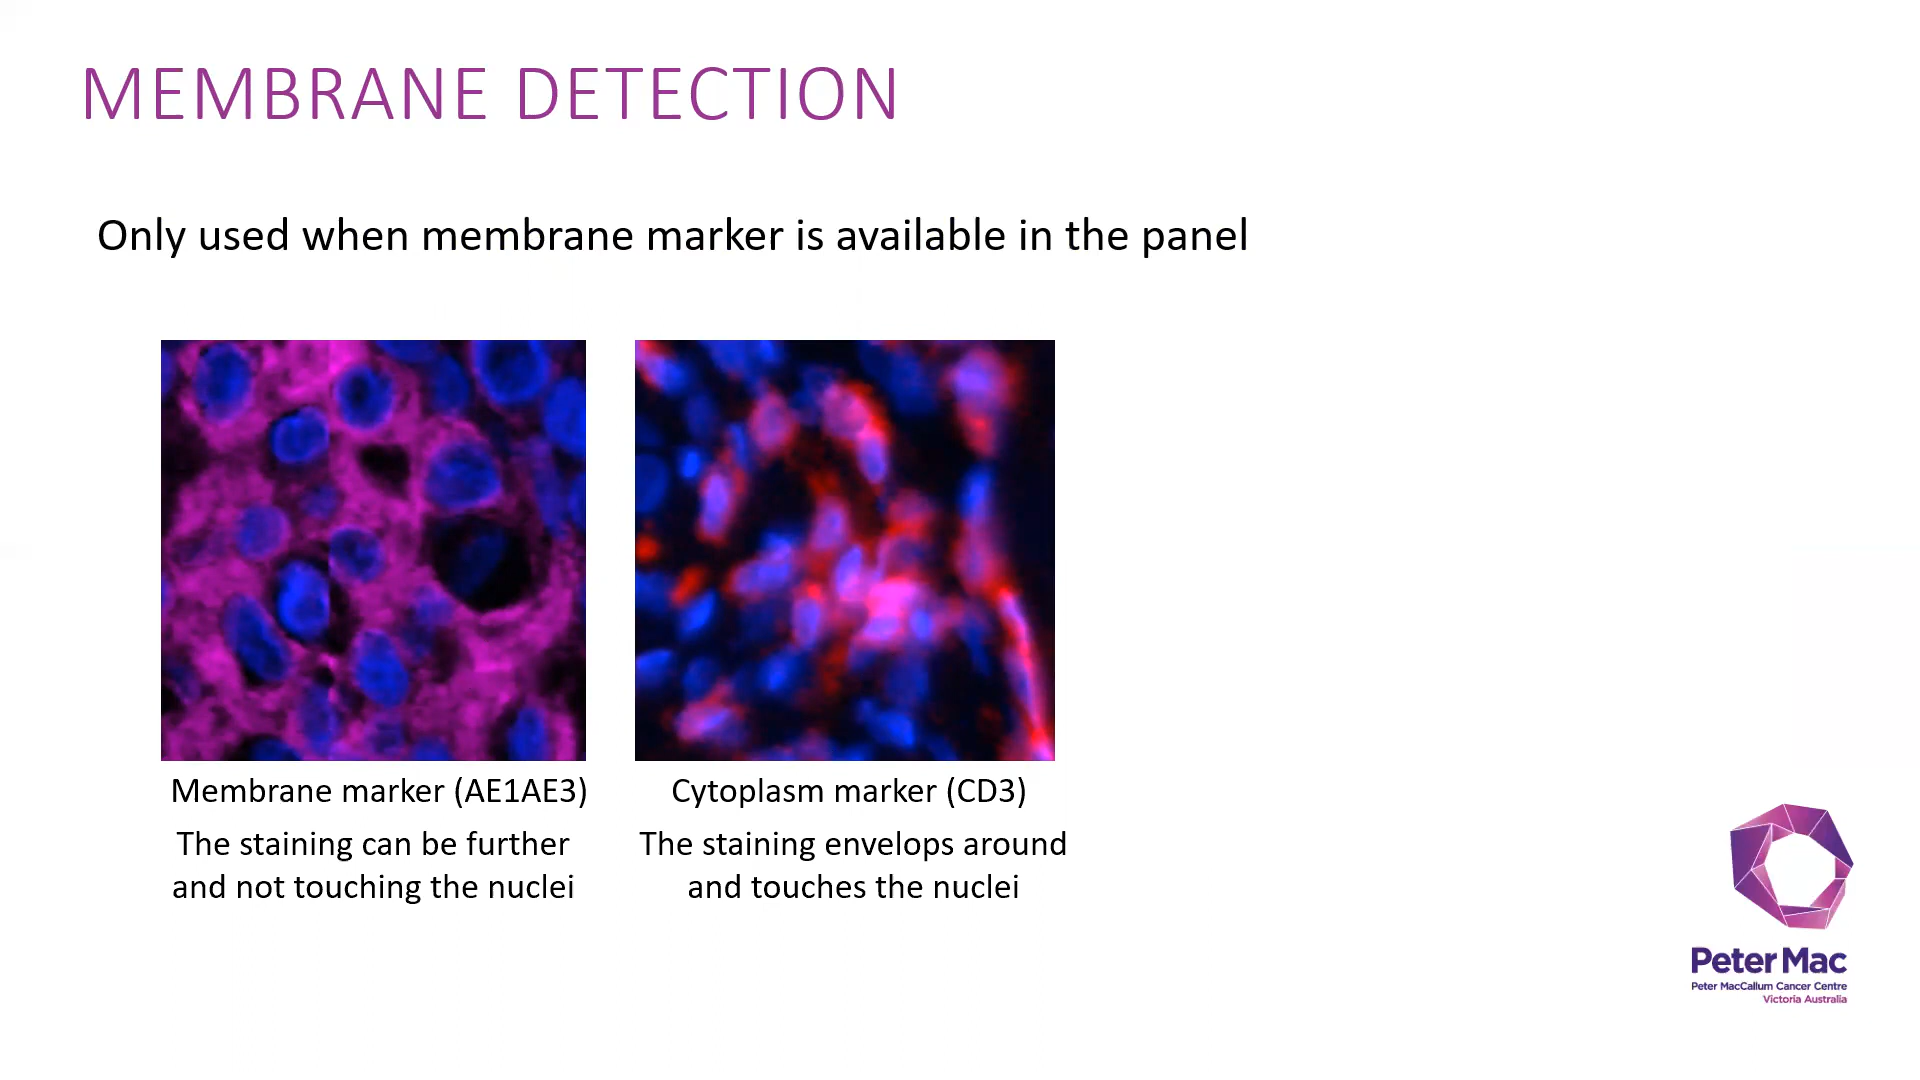 MEMBRANE DETECTION
Only used when membrane marker is available in the panel
Membrane marker (AE1AE3)
The staining can be further
and not touching the nuclei
Cytoplasm marker (CD3)
The staining envelops around
and touches the nuclei
Peter Mac
Peter MacCallum Cancer Centre
Victoria Australia